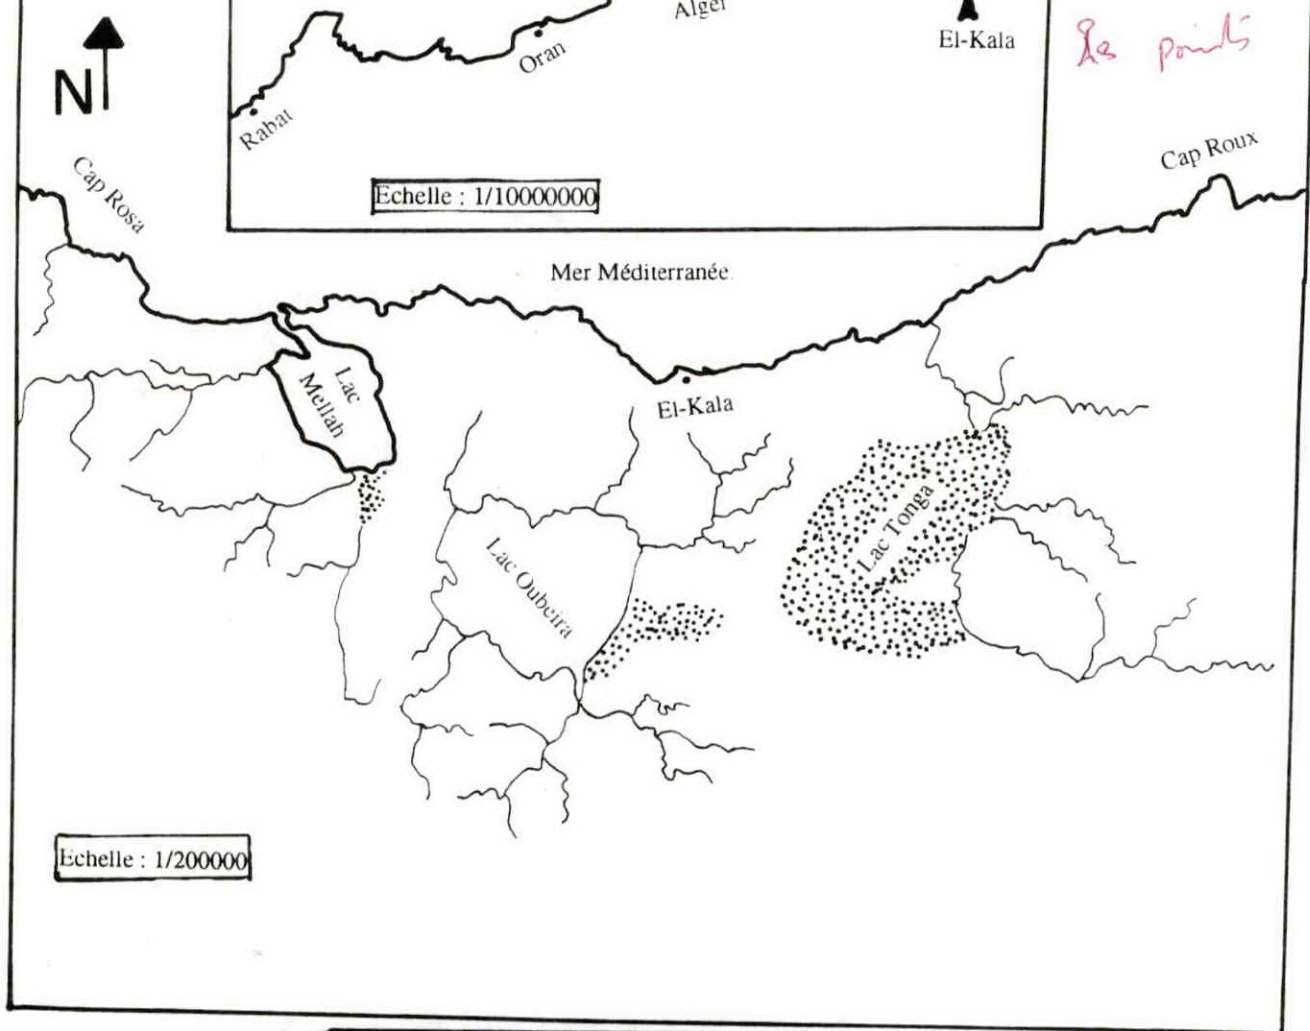 Alger
El-Kala
Les points
Oran
Rabat
N
Echelle : 1/10000000
Cap Rosa
Cap Roux
Mer Méditerranée
El-Kala
Lac
Mellah
Lac Oubeira
Lac Tonga
Echelle : 1/200000